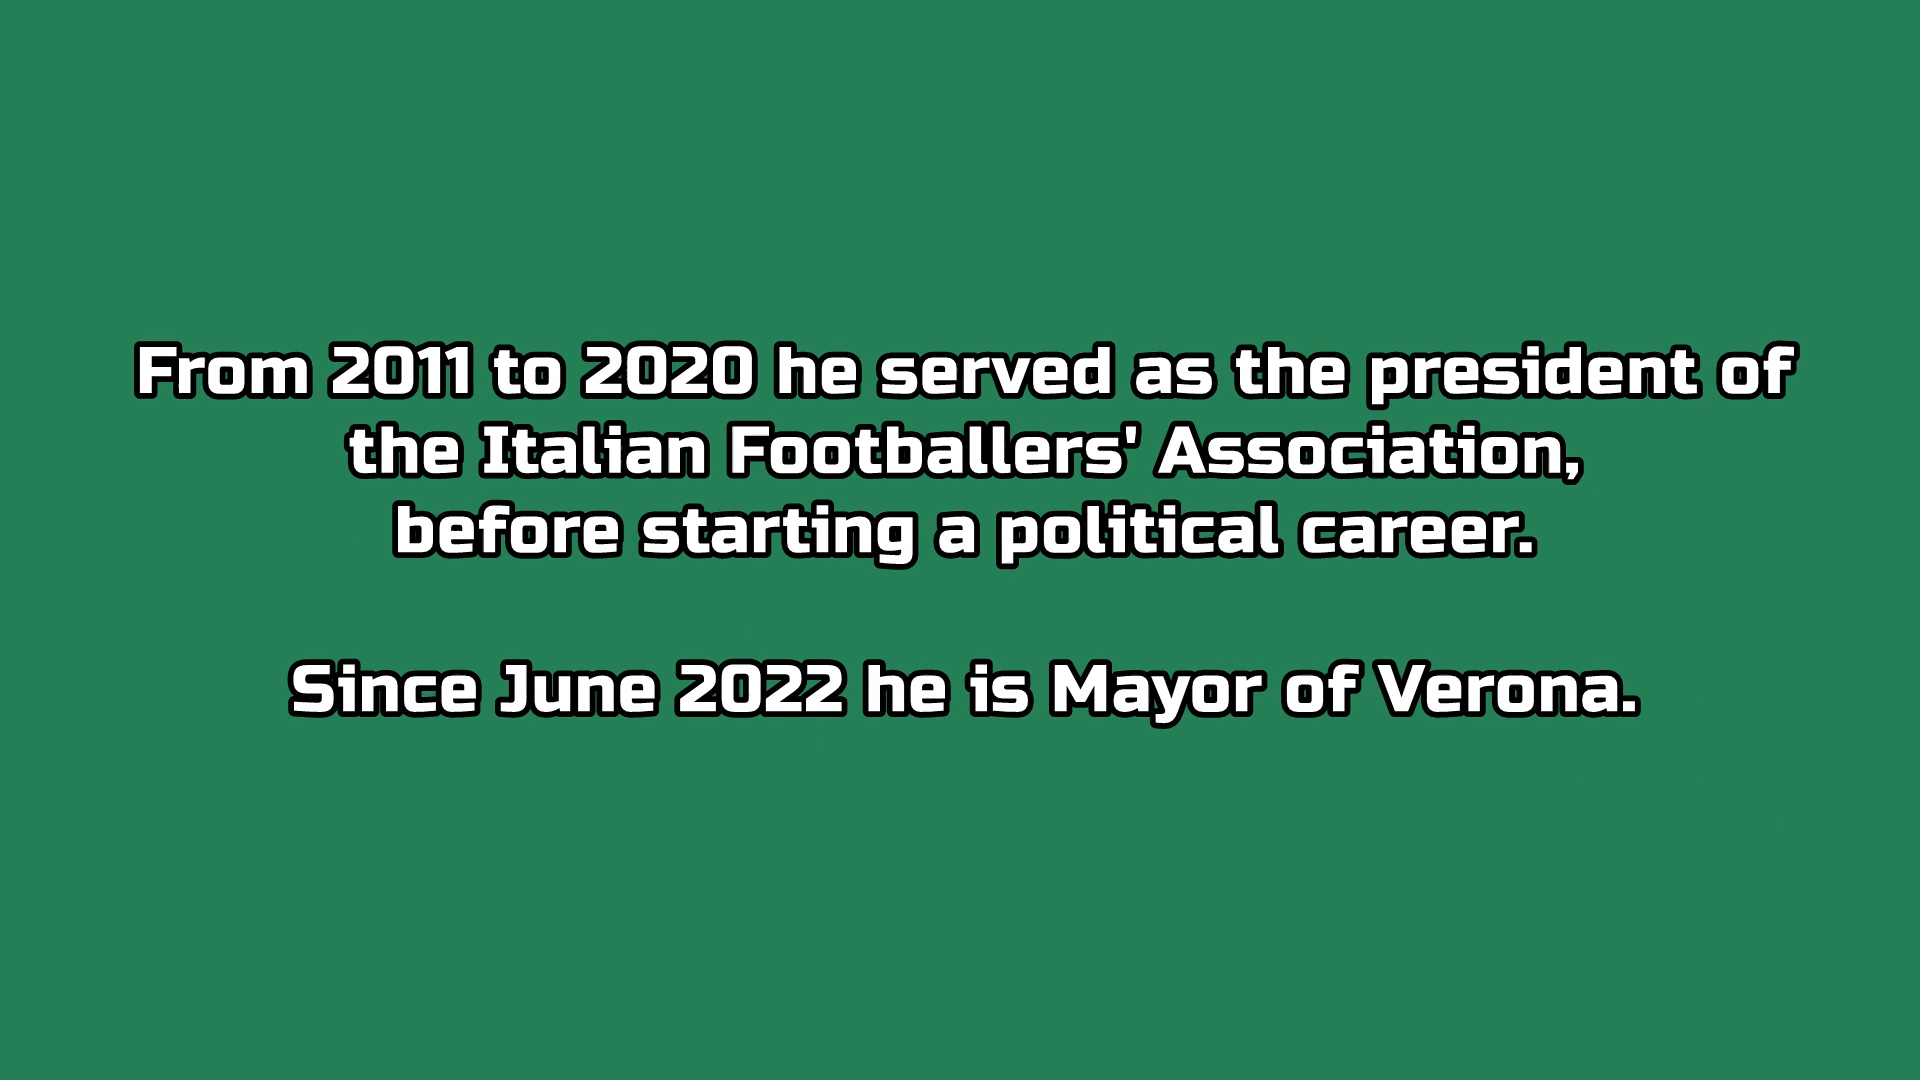 From 2011 to 2020 he served as the president of
the Italian Footballers' Association,
before starting a political career.
Since June 2022 he is Mayor of Verona.